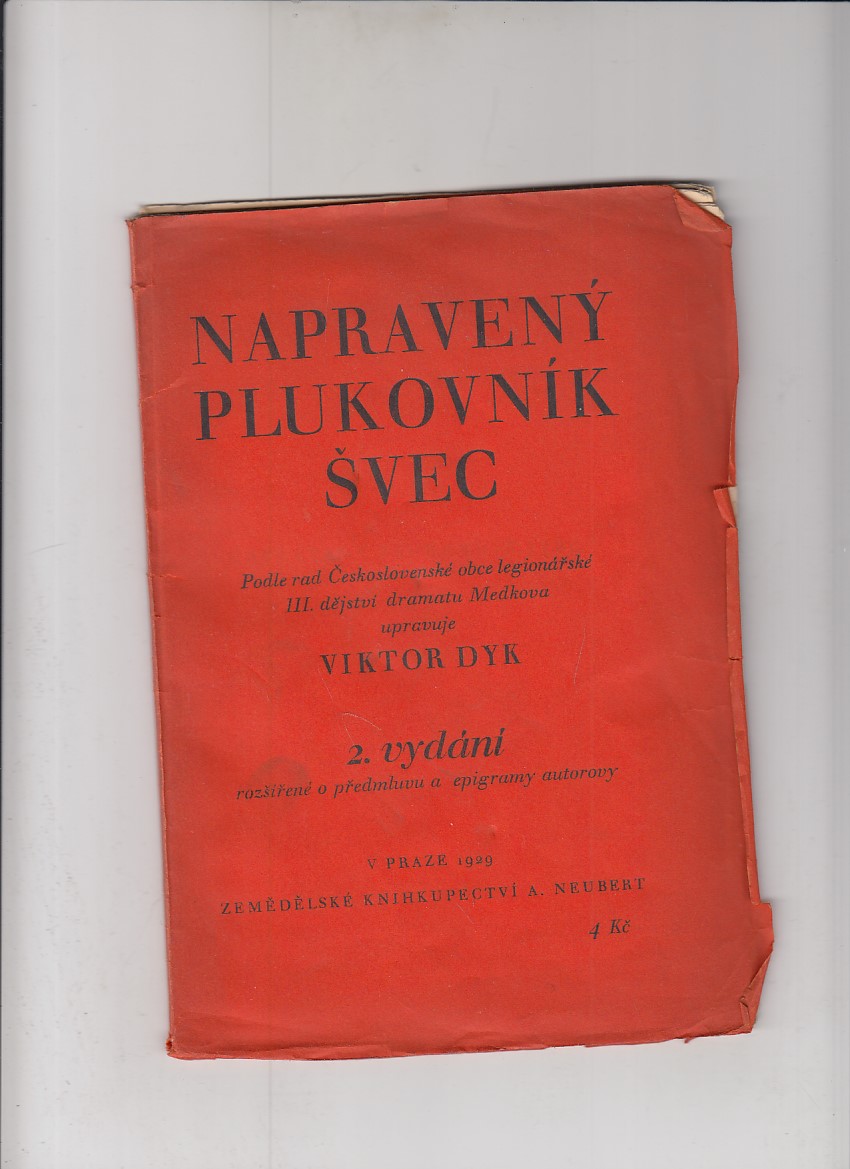 NAPRAVENÝ
PLUKOVNÍK
ŠVEC
Podle rad Československé obce legionářské
III. dějství dramatu Medkova
upravuje
VIKTOR DYK
2. vydání
rozšířené o předmluvu a epigramy autorovy
V PRAZE 1929
ZEMĚDĚLSKÉ KNIHKUPECTVÍ A. NEUBERT
4 Kč